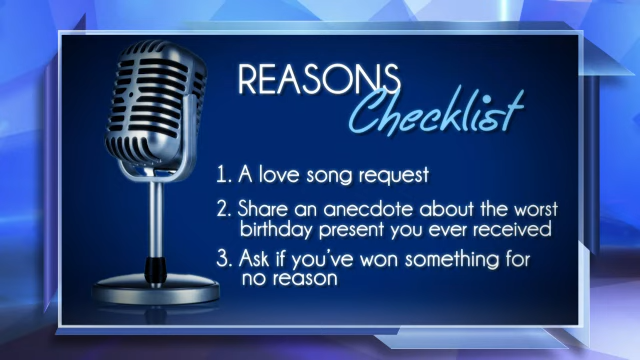 REASONS
Checklist
1. A love song request
2. Share an anecdote about the worst
birthday present you ever received
3. Ask if you've won something for
no reason